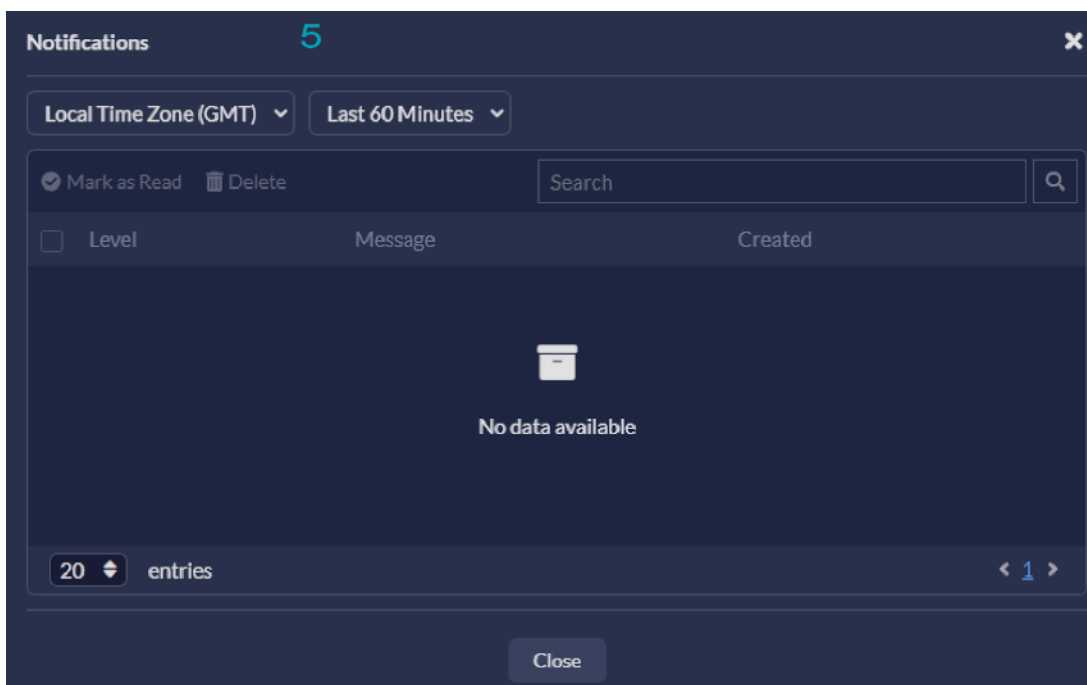 Notifications 5
Local Time Zone (GMT) Last 60 Minutes
Mark as Read Delete Search
Level Message Created
No data available
20 entries 1
Close